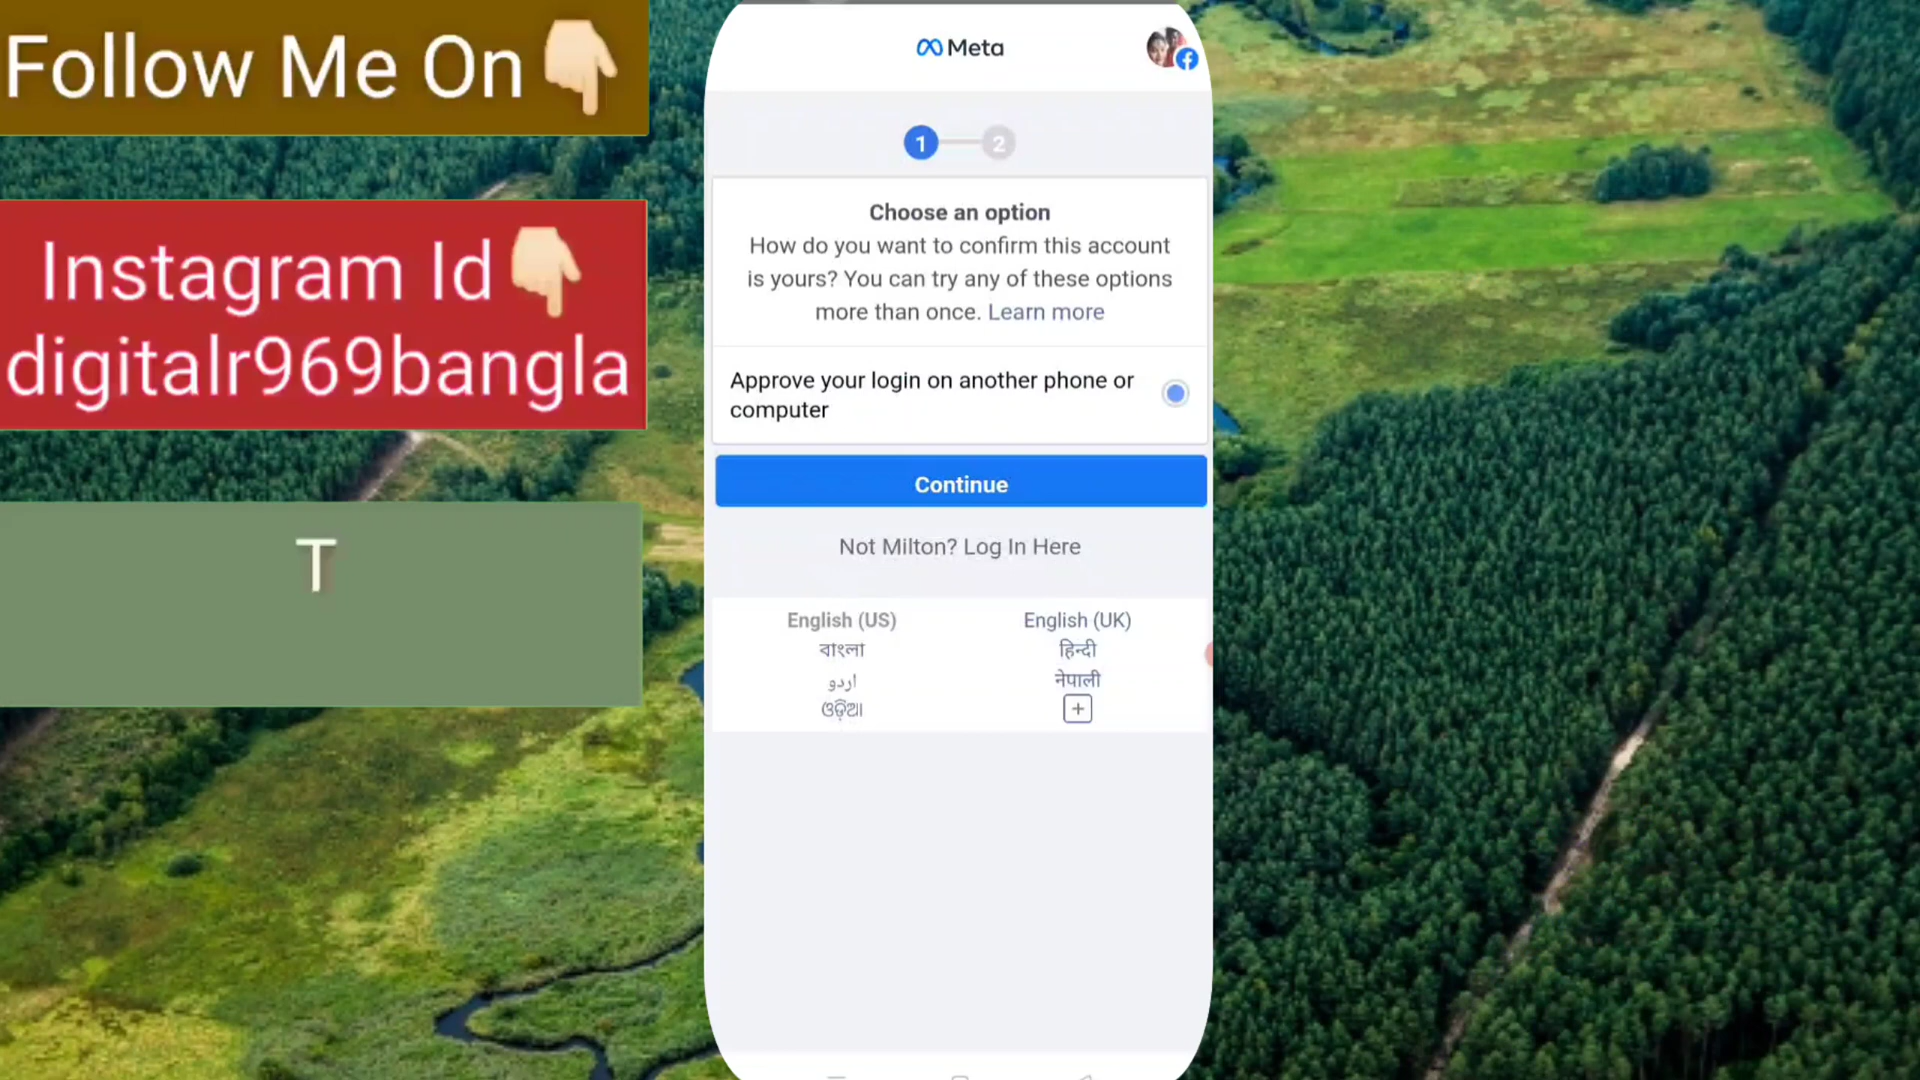 Follow Me On👇🏻
Instagram Id👇🏻
digitalr969bangla
T
Meta
1
2
Choose an option
How do you want to confirm this account
is yours? You can try any of these options
more than once. Learn more
Approve your login on another phone or
computer
Continue
Not Milton? Log In Here
English (US)
English (UK)
বাংলা
हिन्दी
اردو
नेपाली
ଓଡ଼ିଆ
+